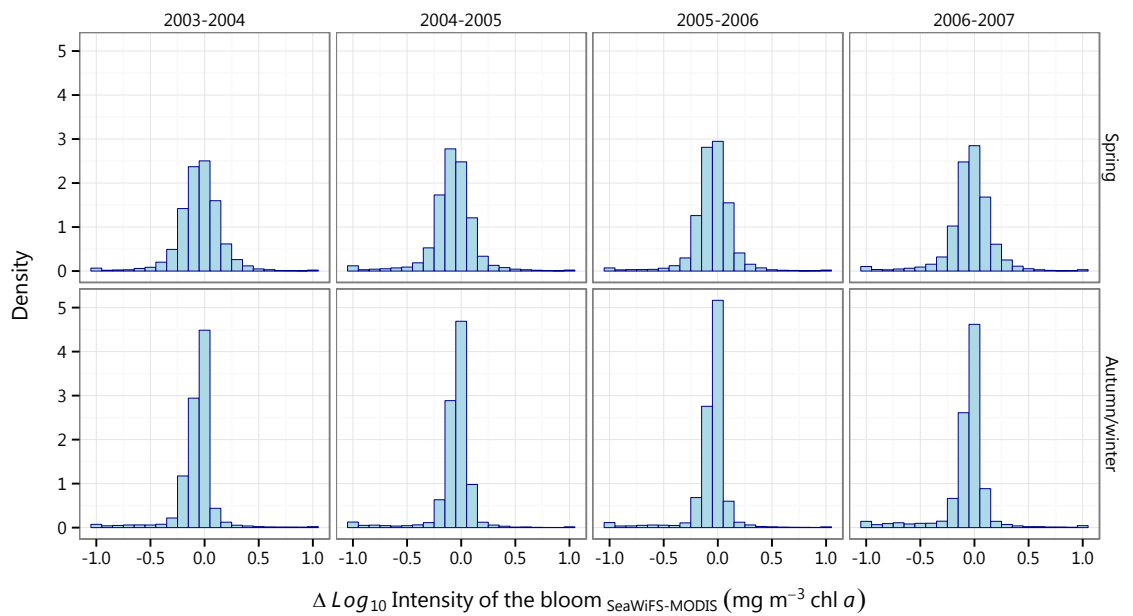 2003-2004 2004-2005 2005-2006 2006-2007
5
4
3
2
1
0
Spring
Density
5
4
3
2
1
0
Autumn/winter
-1.0 -0.5 0.0 0.5 1.0 -1.0 -0.5 0.0 0.5 1.0 -1.0 -0.5 0.0 0.5 1.0 -1.0 -0.5 0.0 0.5 1.0
Δ Log₁₀ Intensity of the bloom SeaWiFS-MODIS (mg m⁻³ chl a)